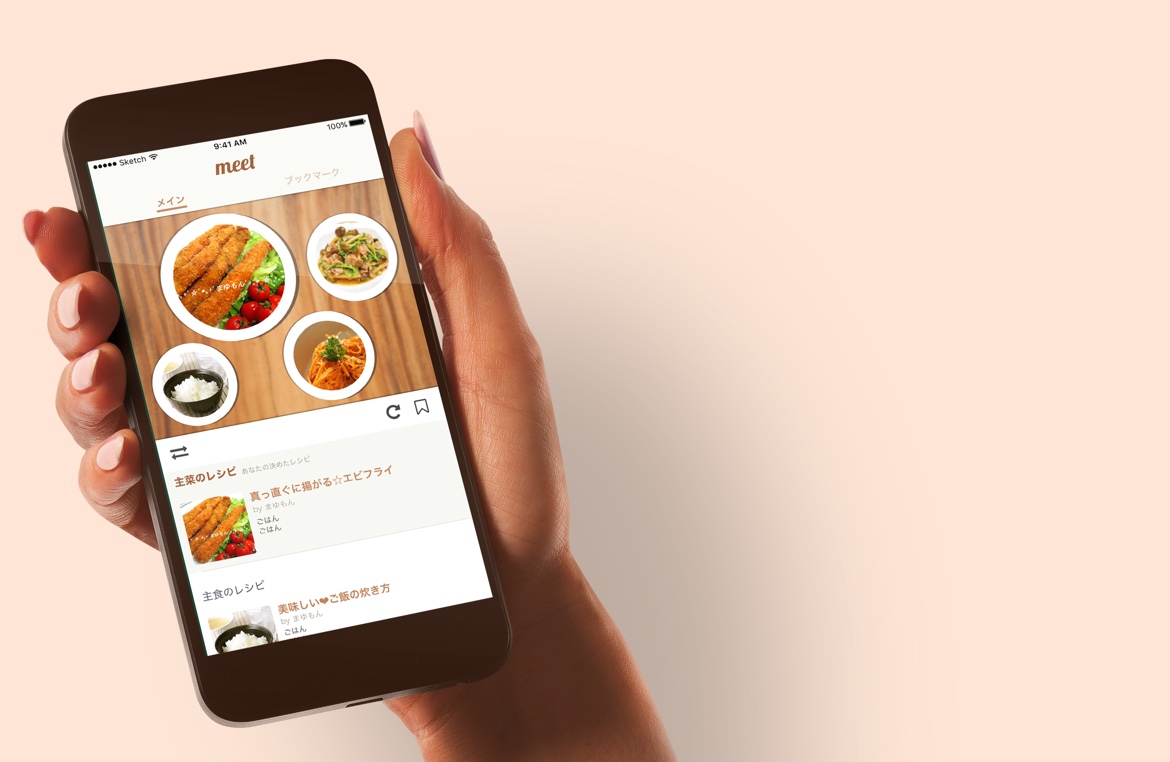 Sketch 9:41 AM 100%
meet
メイン ブックマーク
まゆもん
主菜のレシピ あなたの決めたレシピ
真っ直ぐに揚がる☆エビフライ
by まゆもん
ごはん
ごはん
主食のレシピ
美味しい❤ご飯の炊き方
by まゆもん
ごはん